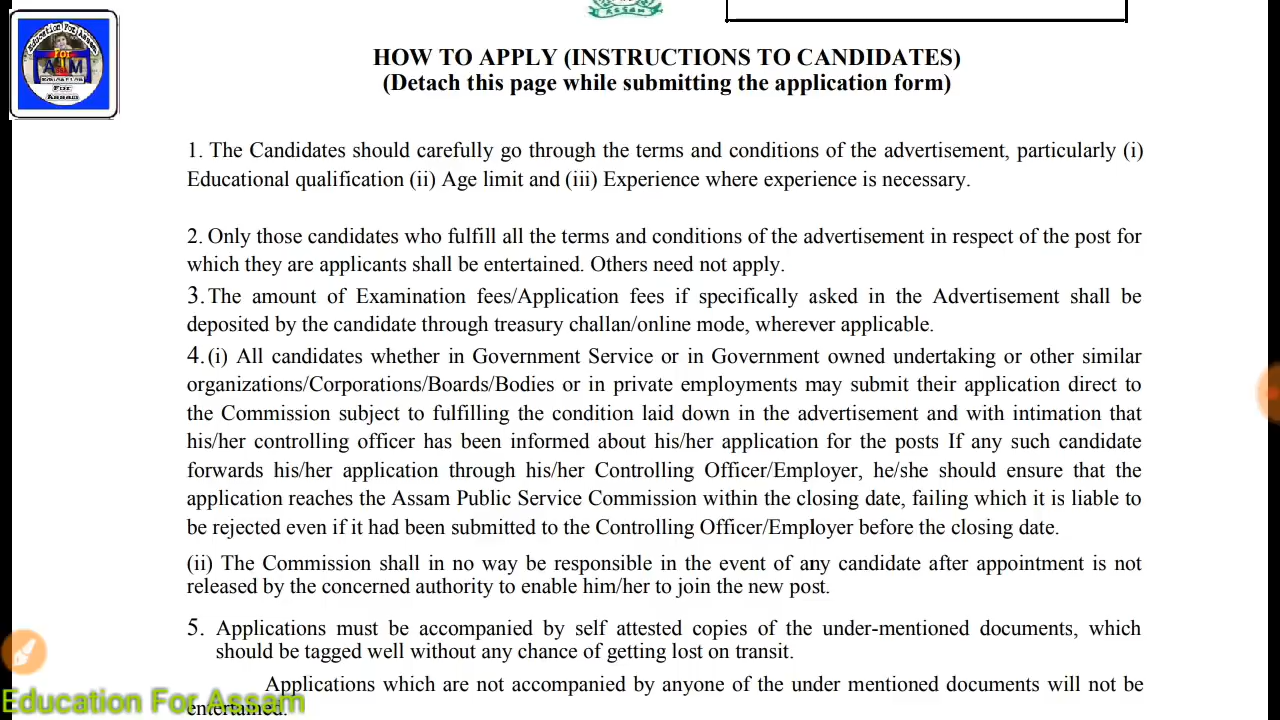 ASSAM
Education For Assam
For
Education
For
Assam
HOW TO APPLY (INSTRUCTIONS TO CANDIDATES)
(Detach this page while submitting the application form)
1. The Candidates should carefully go through the terms and conditions of the advertisement, particularly (i)
Educational qualification (ii) Age limit and (iii) Experience where experience is necessary.
2. Only those candidates who fulfill all the terms and conditions of the advertisement in respect of the post for
which they are applicants shall be entertained. Others need not apply.
3. The amount of Examination fees/Application fees if specifically asked in the Advertisement shall be
deposited by the candidate through treasury challan/online mode, wherever applicable.
4. (i) All candidates whether in Government Service or in Government owned undertaking or other similar
organizations/Corporations/Boards/Bodies or in private employments may submit their application direct to
the Commission subject to fulfilling the condition laid down in the advertisement and with intimation that
his/her controlling officer has been informed about his/her application for the posts If any such candidate
forwards his/her application through his/her Controlling Officer/Employer, he/she should ensure that the
application reaches the Assam Public Service Commission within the closing date, failing which it is liable to
be rejected even if it had been submitted to the Controlling Officer/Employer before the closing date.
(ii) The Commission shall in no way be responsible in the event of any candidate after appointment is not
released by the concerned authority to enable him/her to join the new post.
5. Applications must be accompanied by self attested copies of the under-mentioned documents, which
should be tagged well without any chance of getting lost on transit.
Applications which are not accompanied by anyone of the under mentioned documents will not be
entertained.
Education For Assam